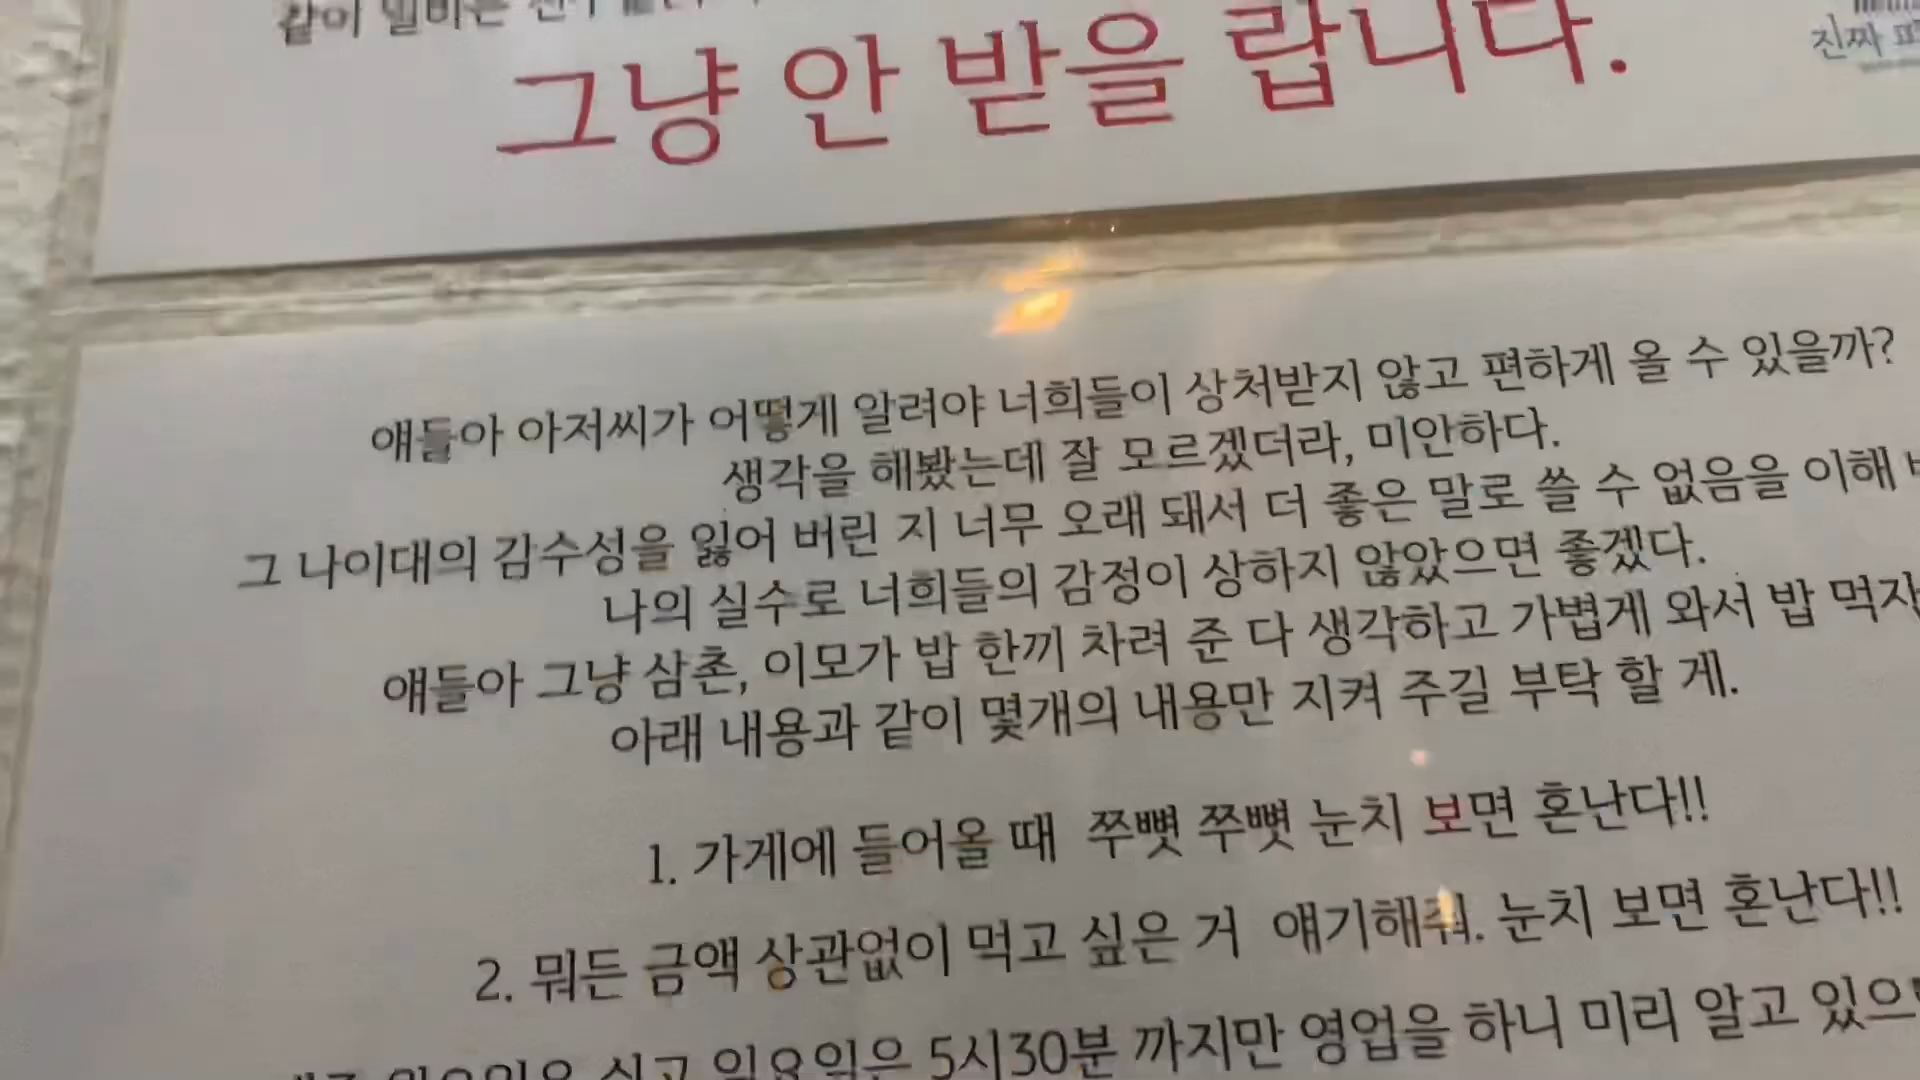 같이
그냥 안 받을 랍니다.
진짜
얘들아 아저씨가 어떻게 알려야 너희들이 상처받지 않고 편하게 올 수 있을까?
생각을 해봤는데 잘 모르겠더라, 미안하다.
그 나이대의 감수성을 잃어 버린 지 너무 오래 돼서 더 좋은 말로 쓸 수 없음을 이해
나의 실수로 너희들의 감정이 상하지 않았으면 좋겠다.
얘들아 그냥 삼촌, 이모가 밥 한끼 차려 준 다 생각하고 가볍게 와서 밥 먹자
아래 내용과 같이 몇개의 내용만 지켜 주길 부탁 할 게.
1. 가게에 들어올 때 쭈뼛 쭈뼛 눈치 보면 혼난다!!
2. 뭐든 금액 상관없이 먹고 싶은 거 얘기해줘. 눈치 보면 혼난다!!
쉬고 일요일은 5시30분 까지만 영업을 하니 미리 알고